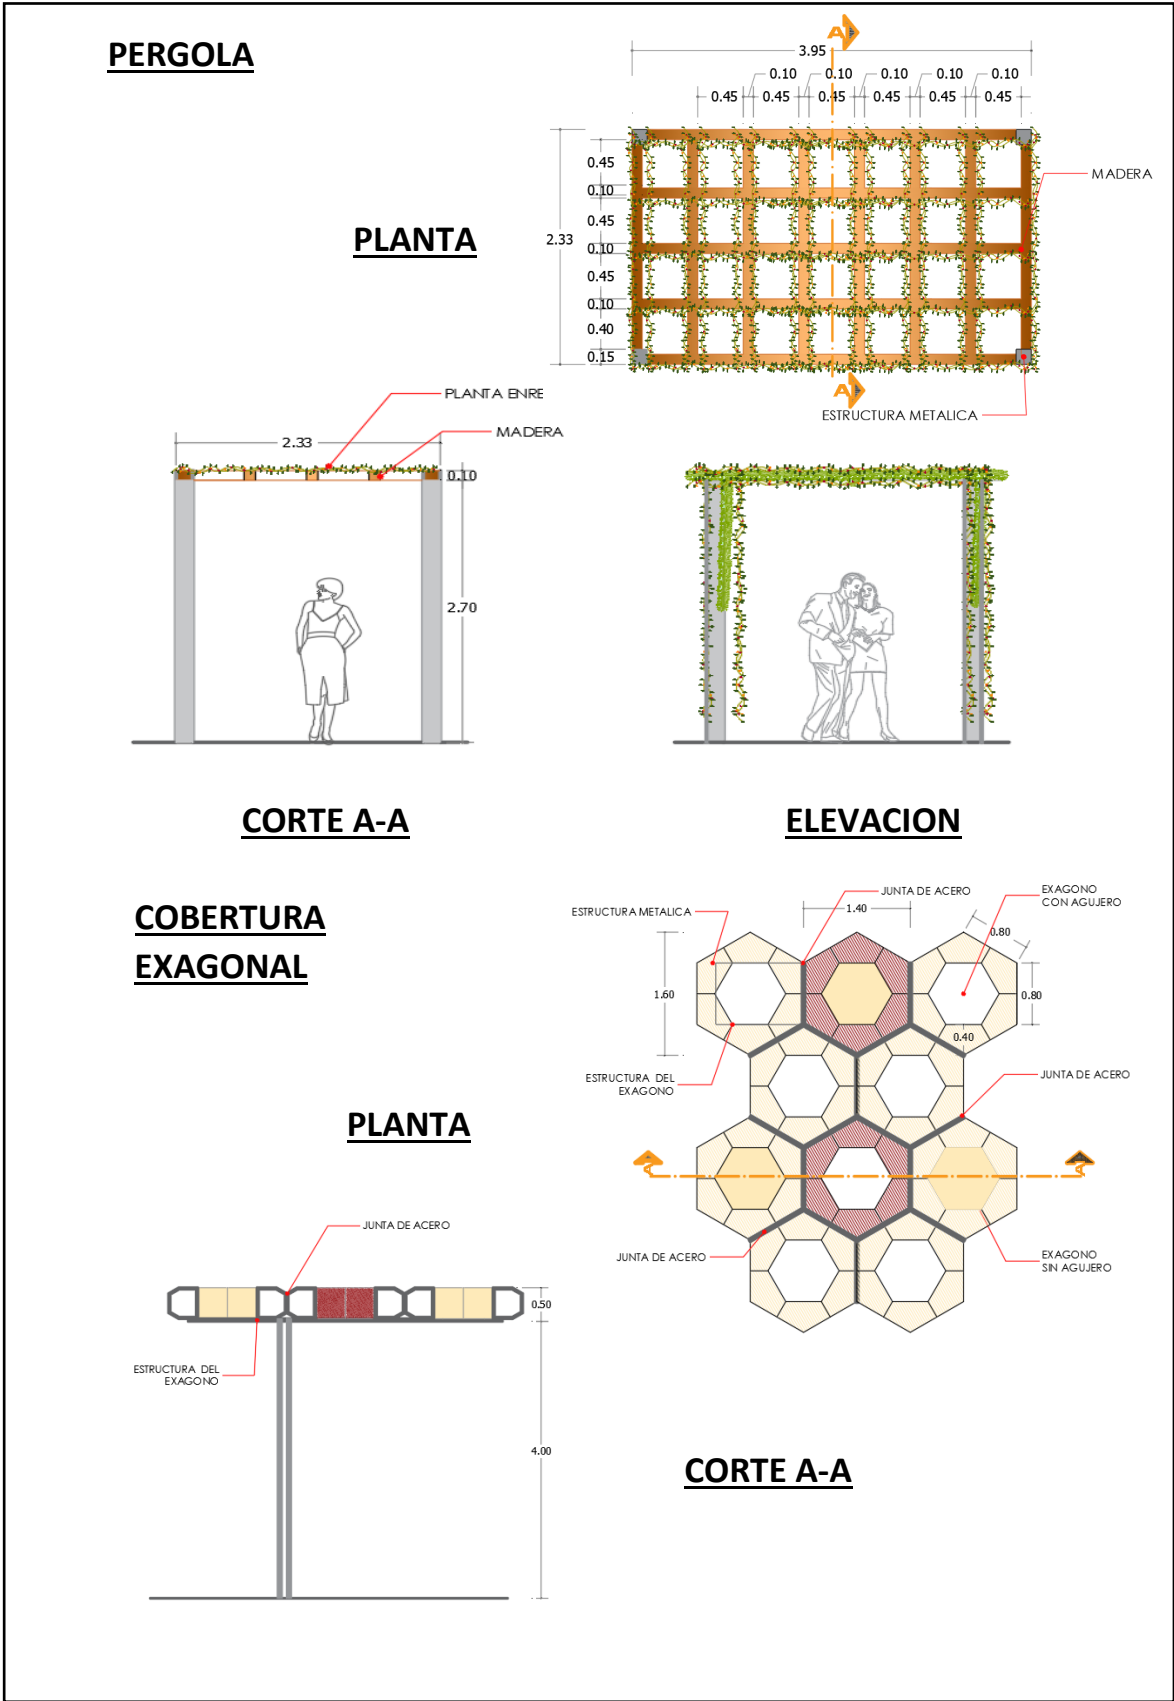 PERGOLA
A
3.95
0.10 0.10 0.10 0.10 0.10
0.45 0.45 0.45 0.45 0.45 0.45
0.45
0.10
0.45
0.10
0.45
0.10
0.40
0.15
2.33
MADERA
PLANTA
A
ESTRUCTURA METALICA
PLANTA ENRE
MADERA
2.33
0.10
2.70
CORTE A-A
ELEVACION
COBERTURA
EXAGONAL
JUNTA DE ACERO
EXAGONO
CON AGUJERO
ESTRUCTURA METALICA
1.40
0.80
1.60
0.80
0.40
ESTRUCTURA DEL
EXAGONO
JUNTA DE ACERO
PLANTA
A
A
JUNTA DE ACERO
EXAGONO
SIN AGUJERO
JUNTA DE ACERO
0.50
ESTRUCTURA DEL
EXAGONO
4.00
CORTE A-A